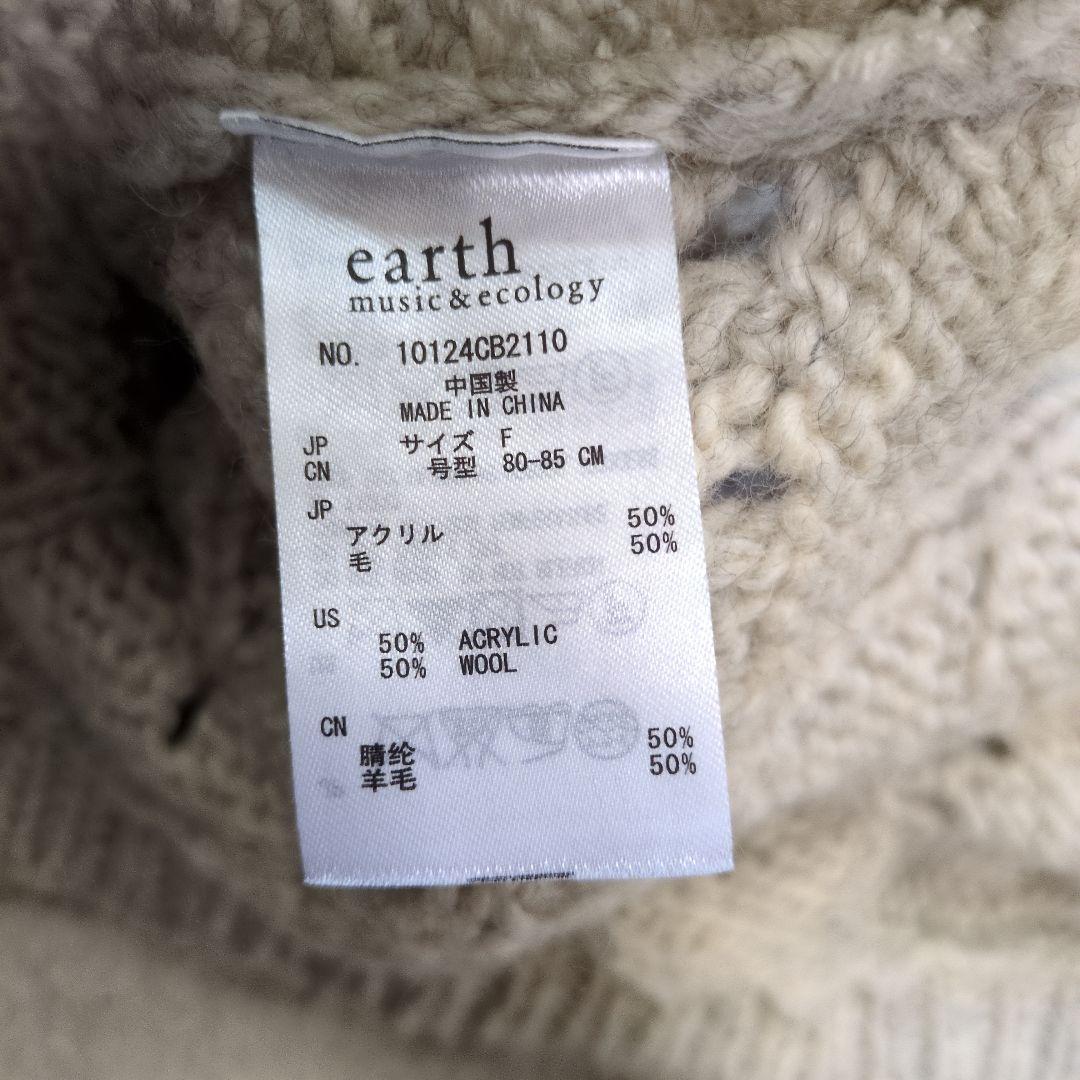 earth
music&ecology
NO. 10124CB2110
中国製
MADE IN CHINA
JP サイズ F
CN 号型 80-85 CM
JP
アクリル 50%
毛 50%
US
50% ACRYLIC
50% WOOL
CN
腈纶 50%
羊毛 50%